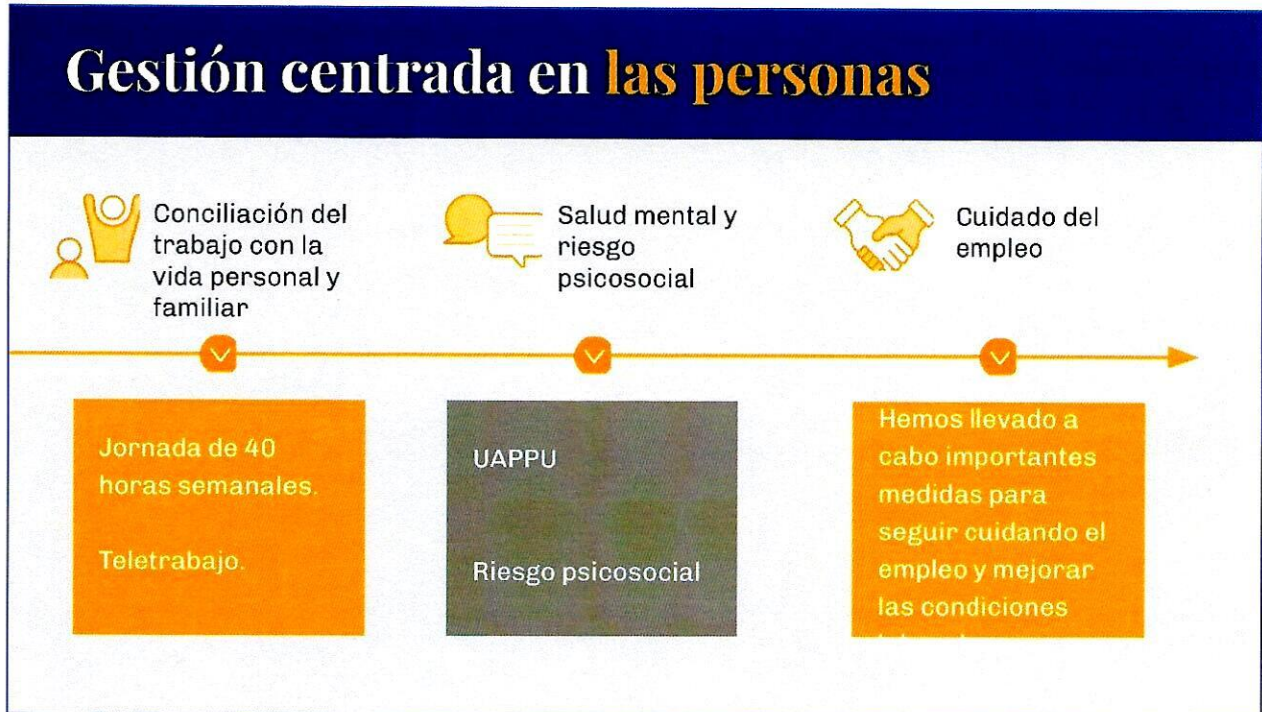 Gestión centrada en las personas
Conciliación del
trabajo con la
vida personal y
familiar
Salud mental y
riesgo
psicosocial
Cuidado del
empleo
Jornada de 40
horas semanales.
Teletrabajo.
UAPPU
Riesgo psicosocial
Hemos llevado a
cabo importantes
medidas para
seguir cuidando el
empleo y mejorar
las condiciones